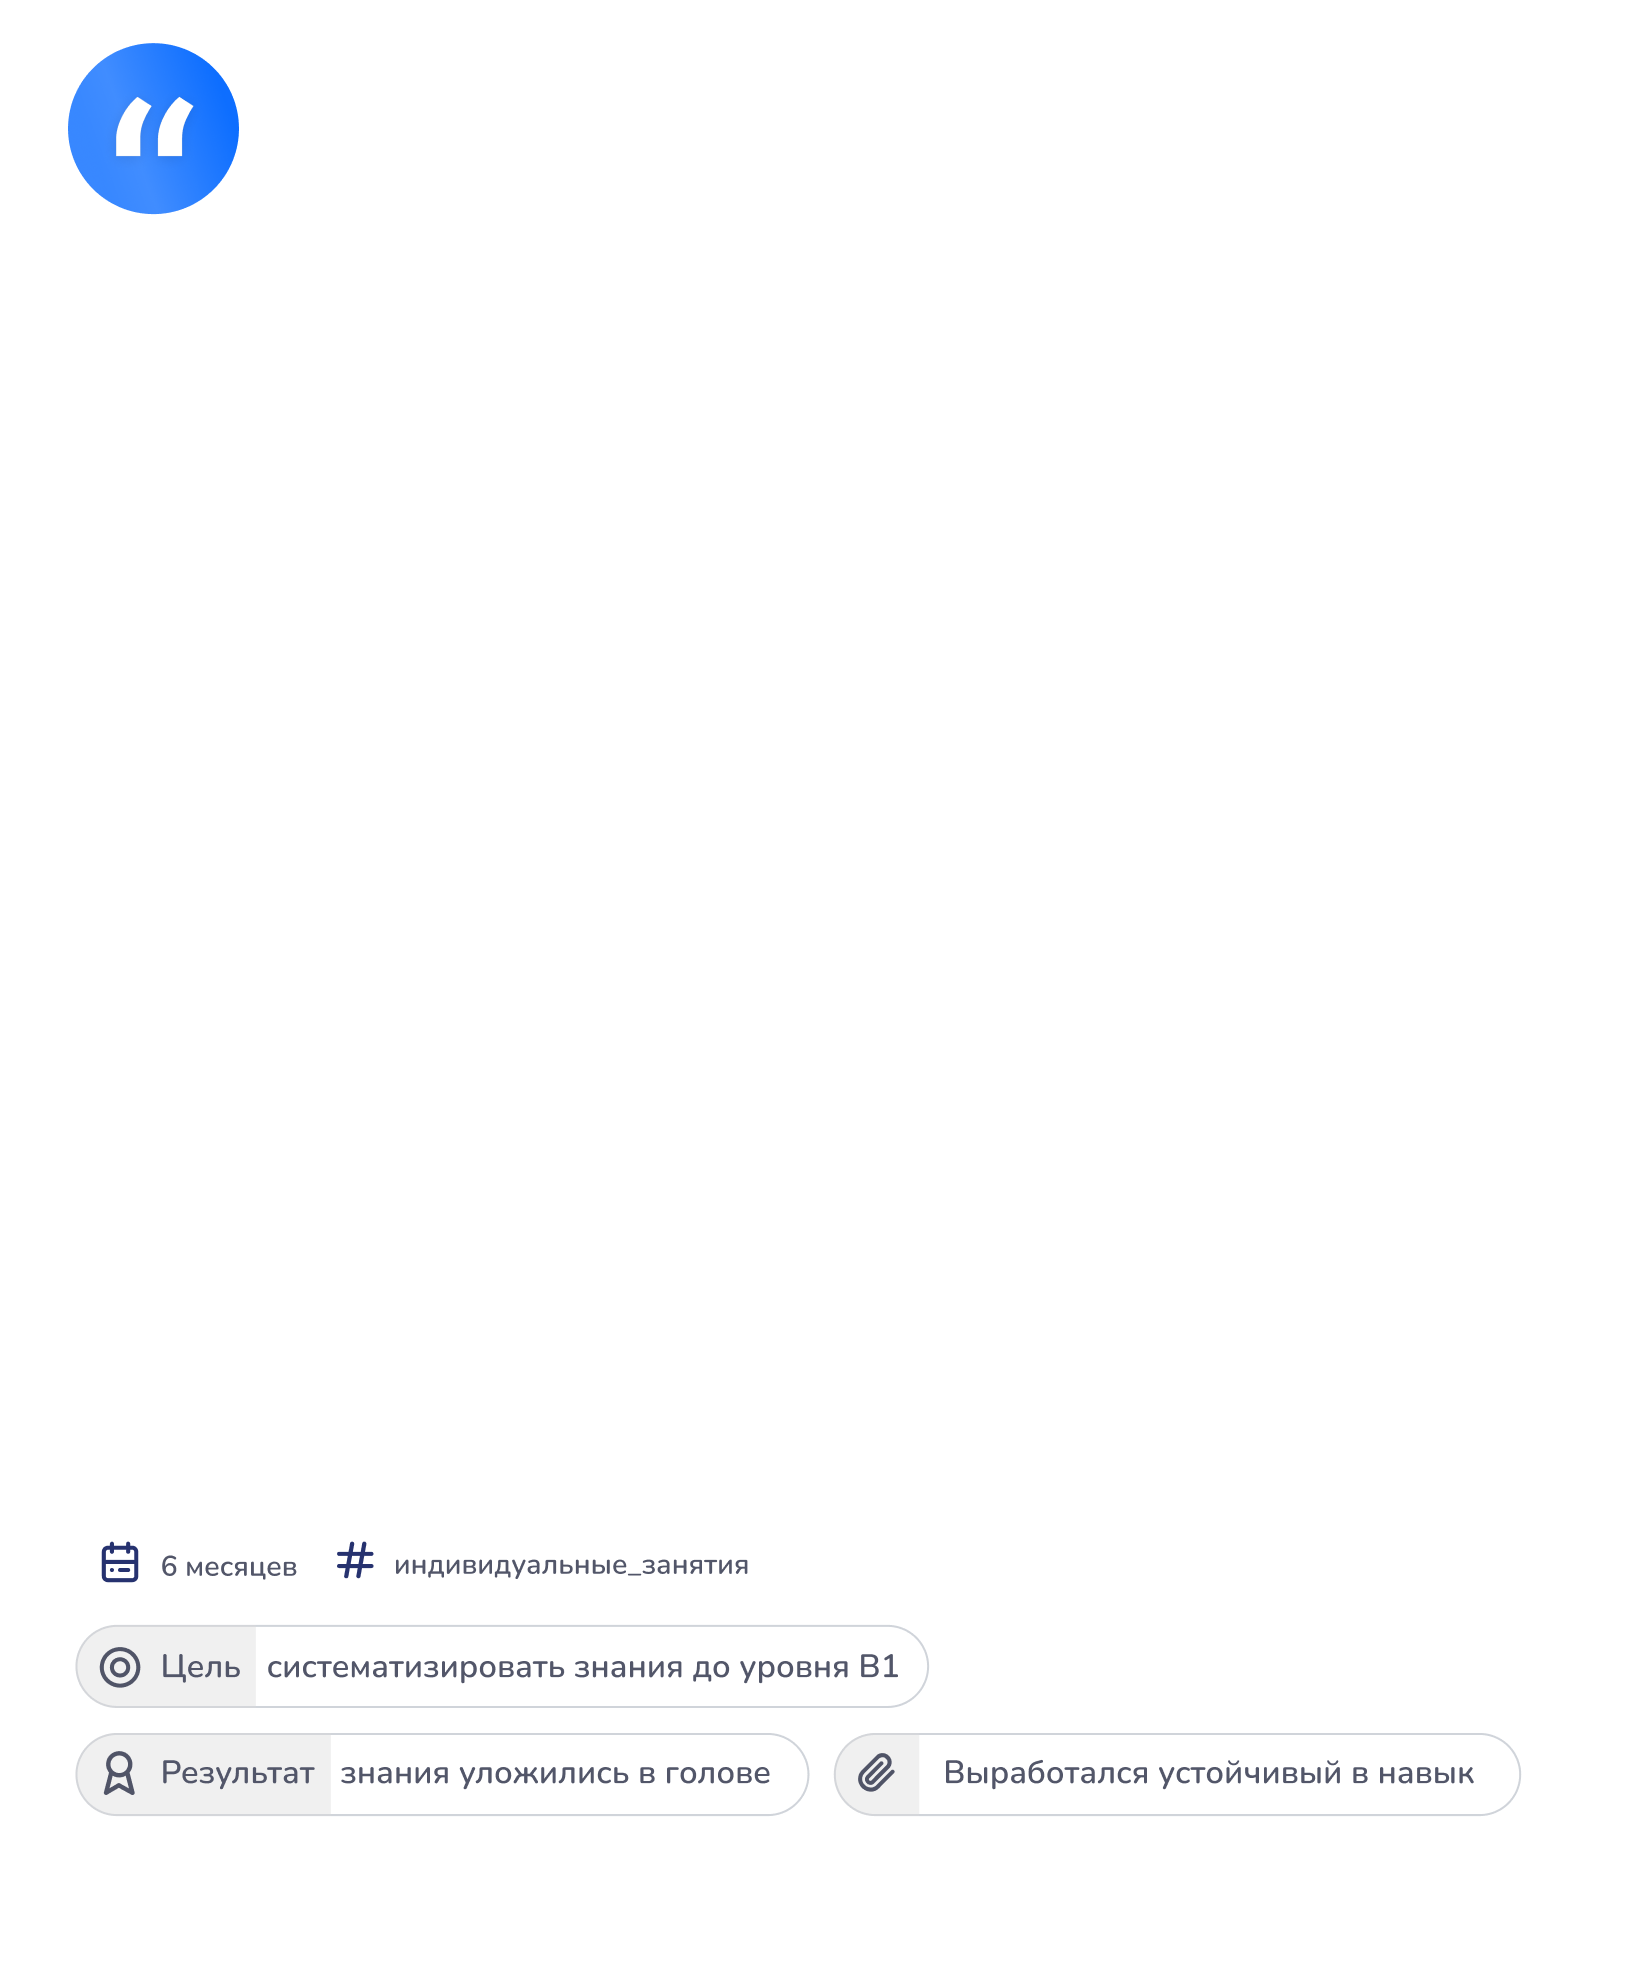 “
6 месяцев # индивидуальные_занятия
Цель систематизировать знания до уровня B1
Результат знания уложились в голове Выработался устойчивый в навык